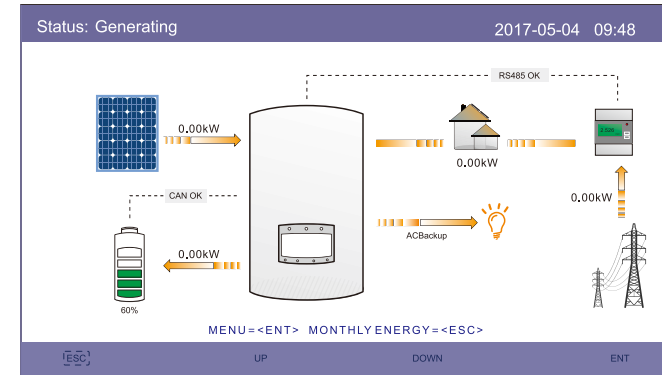 Status: Generating
2017-05-04 09:48
RS485 OK
0.00kW
0.00kW
CAN OK
0.00kW
ACBackup
0.00kW
60%
MENU=<ENT> MONTHLY ENERGY=<ESC>
ESC UP DOWN ENT